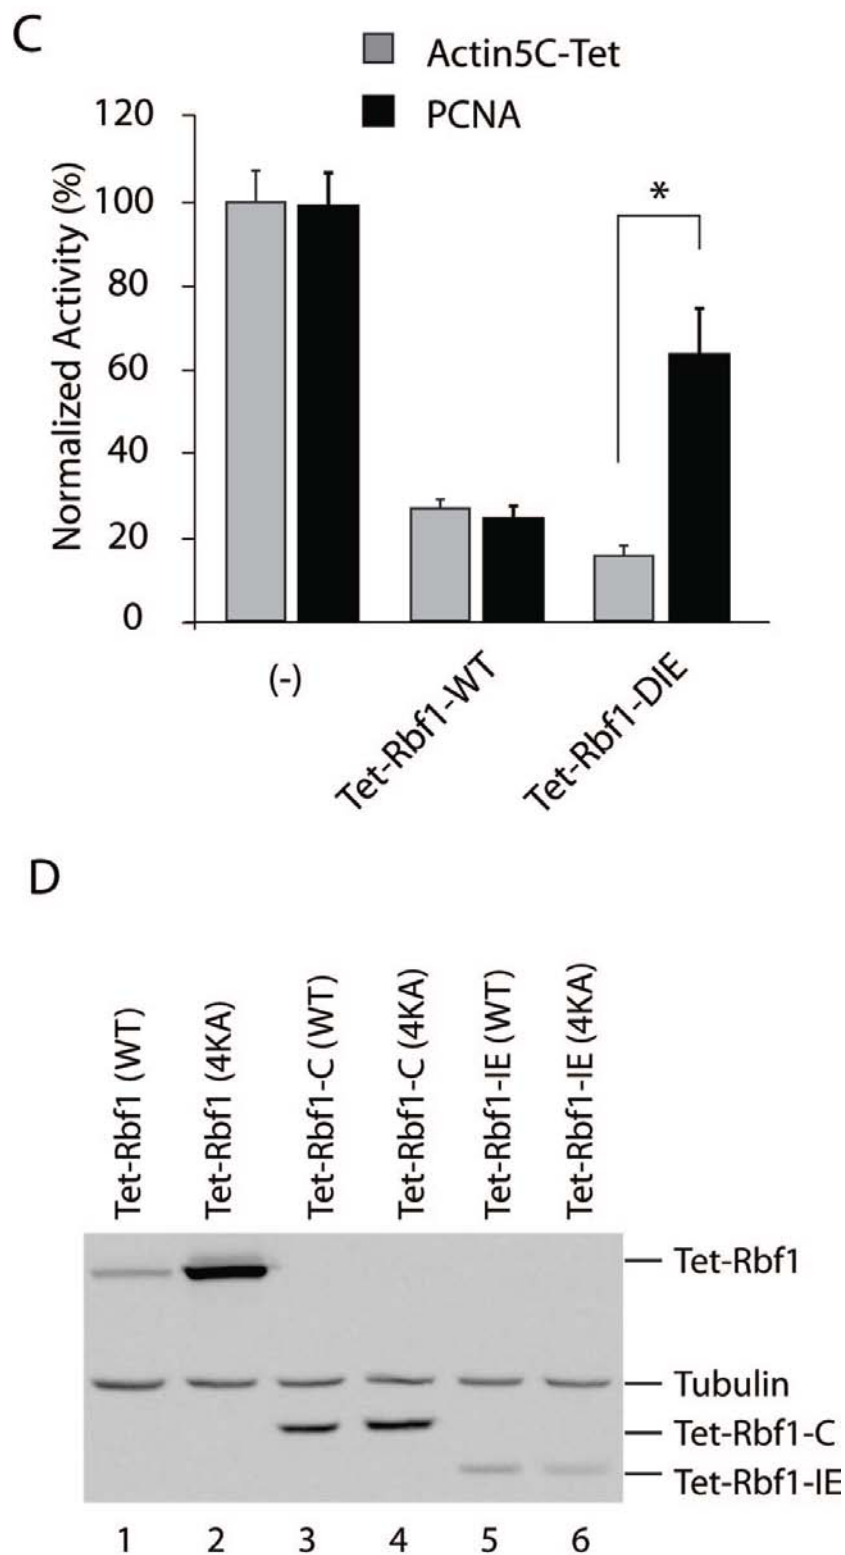 C
Actin5C-Tet
PCNA
Normalized Activity (%)
120
100
80
60
40
20
0
*
(-)
Tet-Rbf1-WT
Tet-Rbf1-DIE
D
Tet-Rbf1 (WT)
Tet-Rbf1 (4KA)
Tet-Rbf1-C (WT)
Tet-Rbf1-C (4KA)
Tet-Rbf1-IE (WT)
Tet-Rbf1-IE (4KA)
Tet-Rbf1
Tubulin
Tet-Rbf1-C
Tet-Rbf1-IE
1 2 3 4 5 6